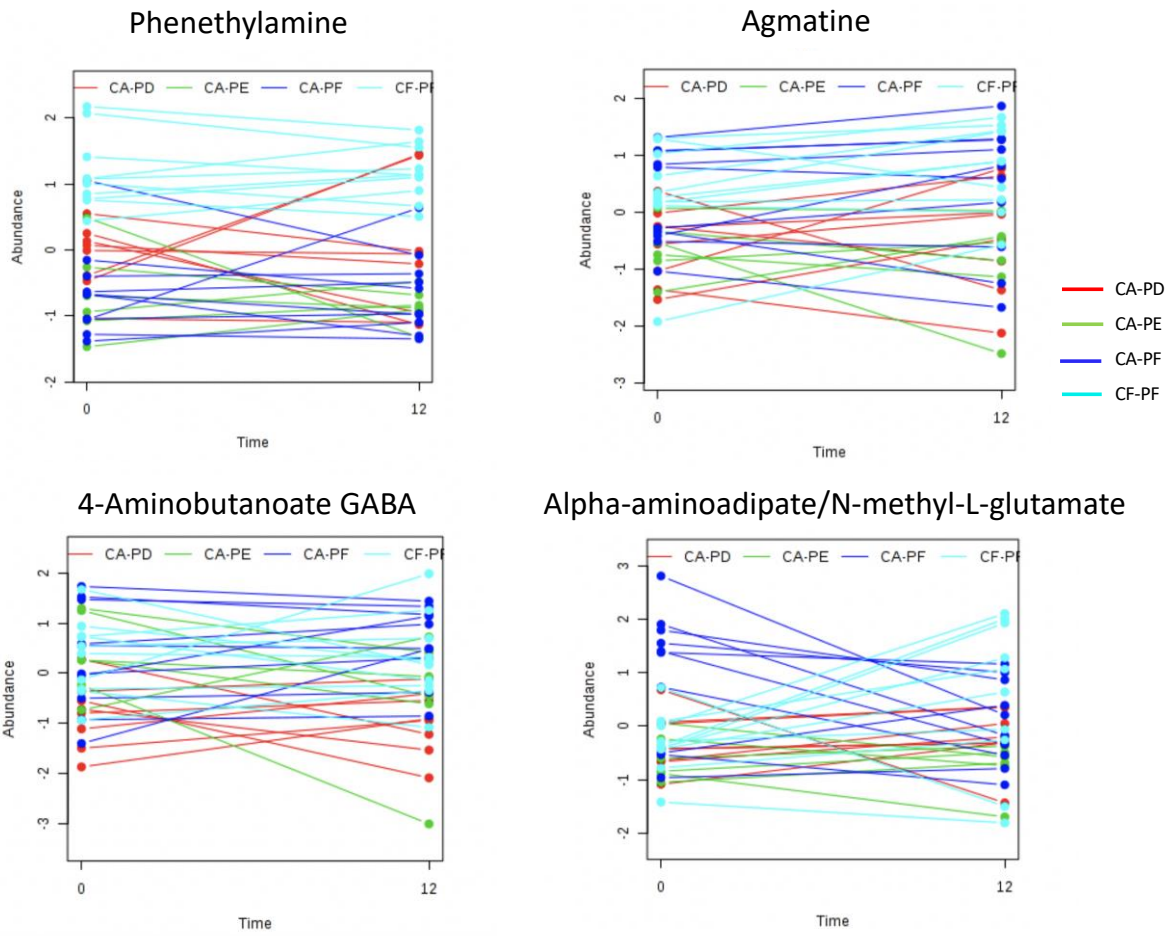 Phenethylamine
Agmatine
CA-PD CA-PE CA-PF CF-PF
CA-PD CA-PE CA-PF CF-PF
2
1
0
-1
-2
Abundance
0 12
Time
2
1
0
-1
-2
-3
Abundance
0 12
Time
CA-PD
CA-PE
CA-PF
CF-PF
4-Aminobutanoate GABA
Alpha-aminoadipate/N-methyl-L-glutamate
CA-PD CA-PE CA-PF CF-PF
CA-PD CA-PE CA-PF CF-PF
2
1
0
-1
-2
-3
Abundance
0 12
Time
3
2
1
0
-1
-2
Abundance
0 12
Time